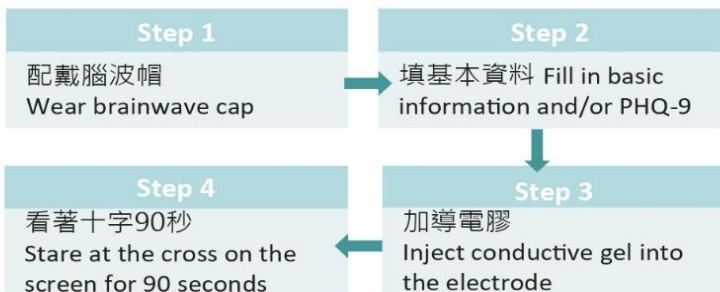 Step 1
配戴腦波帽
Wear brainwave cap
Step 2
填基本資料 Fill in basic
information and/or PHQ-9
Step 3
加導電膠
Inject conductive gel into
the electrode
Step 4
看著十字90秒
Stare at the cross on the
screen for 90 seconds